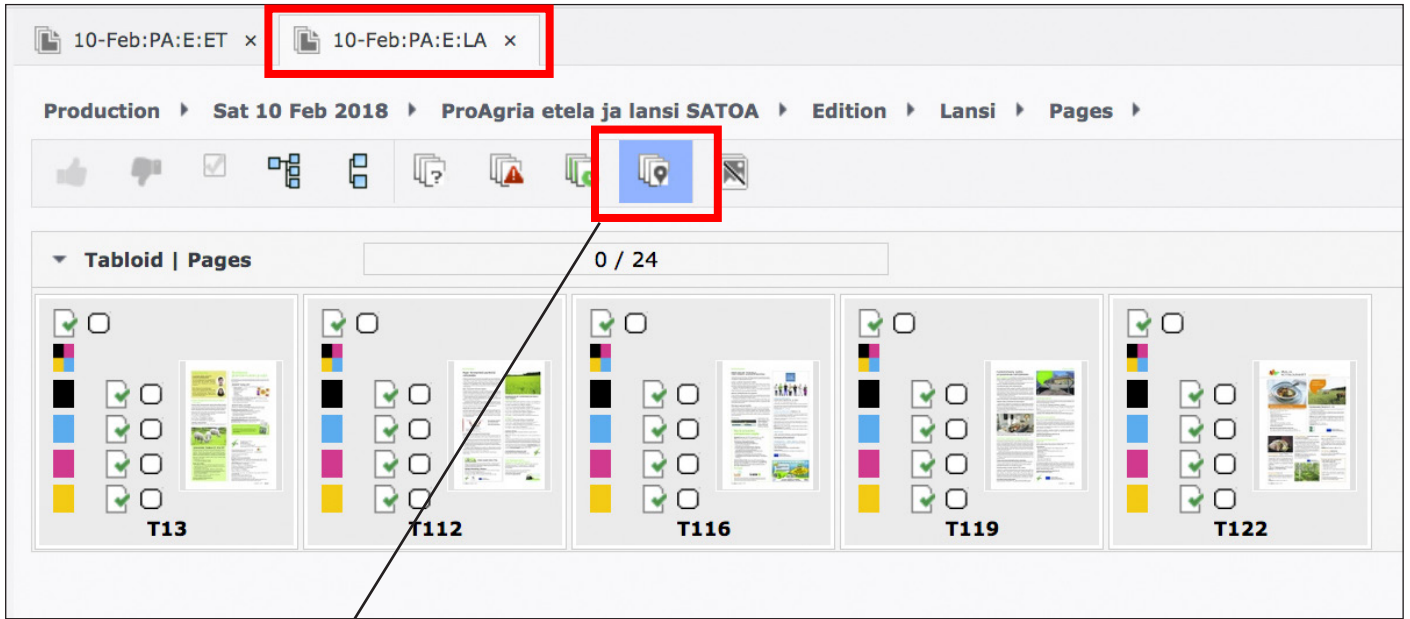 10-Feb:PA:E:ET × 10-Feb:PA:E:LA ×
Production Sat 10 Feb 2018 ProAgria etela ja lansi SATOA Edition Lansi Pages
Tabloid | Pages 0 / 24
T13 T112 T116 T119 T122